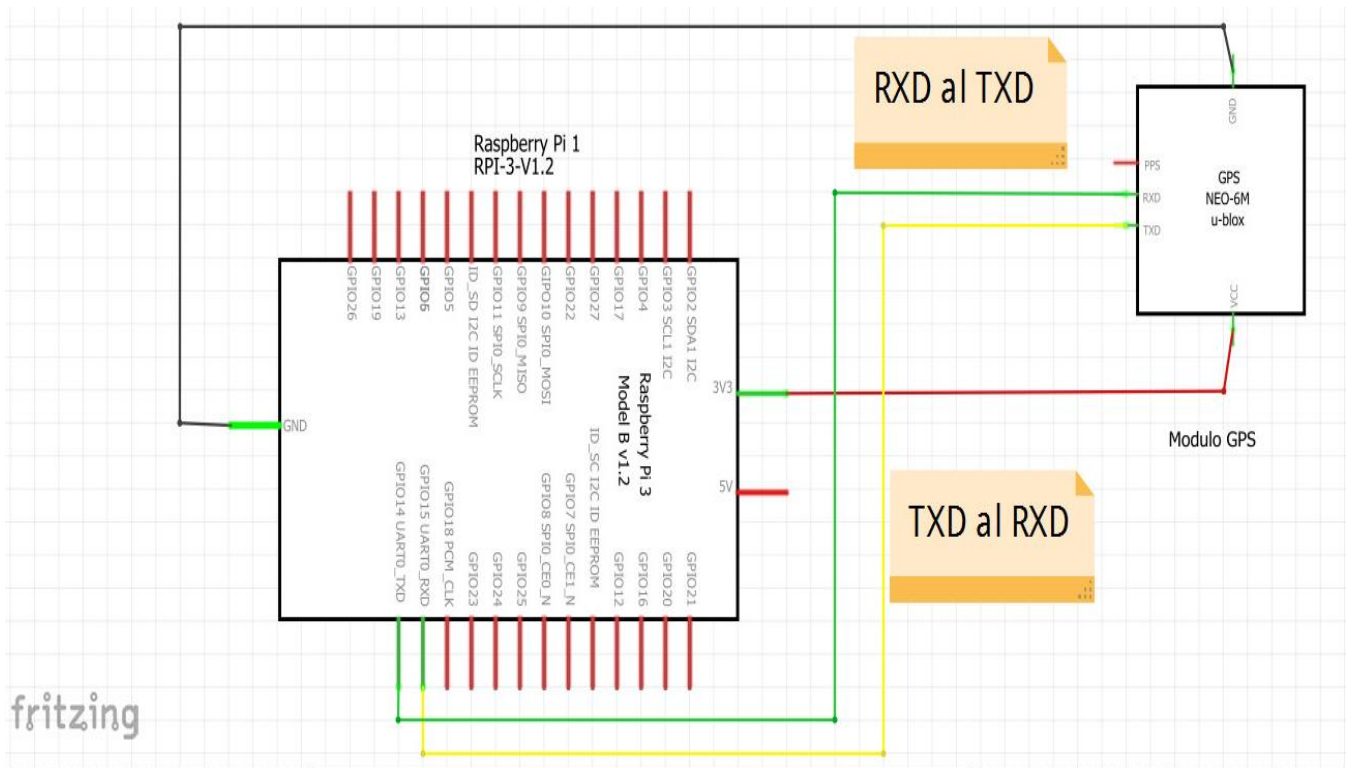 RXD al TXD
Raspberry Pi 1
RPI-3-V1.2
GND
PPS
RXD
TXD
GPS
NEO-6M
u-blox
VCC
GPIO26
GPIO19
GPIO13
GPIO6
GPIO5
ID_SD I2C ID EEPROM
GPIO11 SPI0_SCLK
GPIO9 SPI0_MISO
GIPO10 SPI0_MOSI
GPIO22
GPIO27
GPIO17
GPIO4
GPIO3 SCL1 I2C
GPIO2 SDA1 I2C
Raspberry Pi 3
Model B v1.2
3V3
GND
5V
Modulo GPS
TXD al RXD
GPIO14 UART0_TXD
GPIO15 UART0_RXD
GPIO18 PCM_CLK
GPIO23
GPIO24
GPIO25
GPIO8 SPI0_CE0_N
GPIO7 SPI0_CE1_N
ID_SC I2C ID EEPROM
GPIO12
GPIO16
GPIO20
GPIO21
fritzing